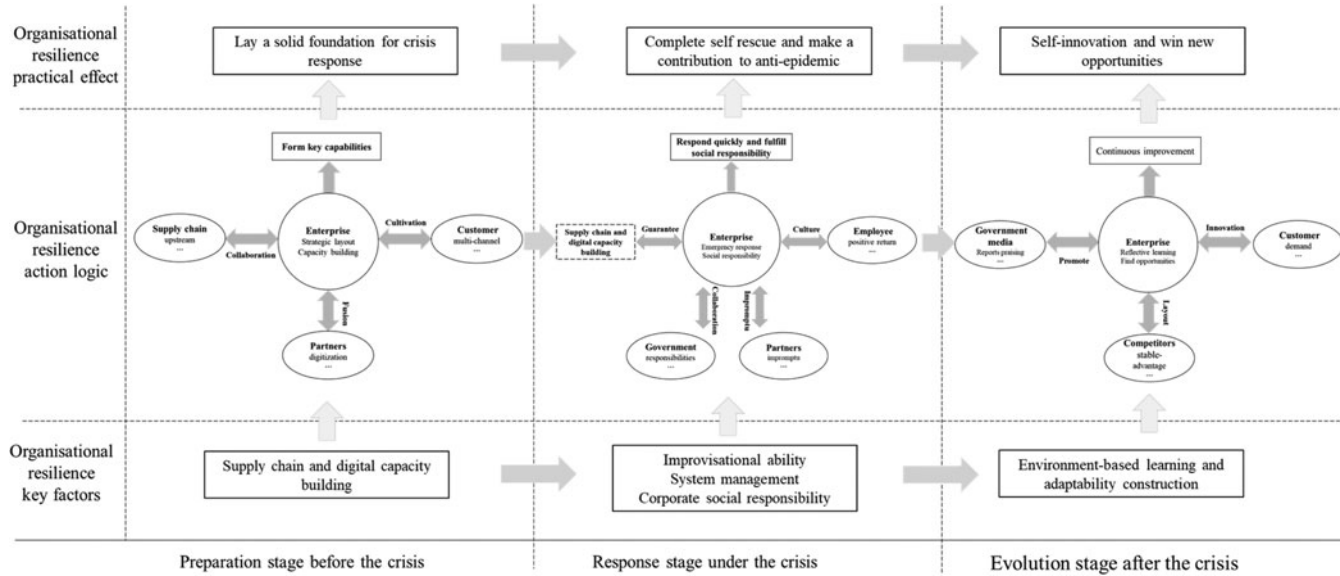 Organisational
resilience
practical effect
Lay a solid foundation for crisis
response
Complete self rescue and make a
contribution to anti-epidemic
Self-innovation and win new
opportunities
Organisational
resilience
action logic
Form key capabilities
Supply chain
upstream
...
Collaboration
Enterprise
Strategic layout
Capacity building
Cultivation
Customer
multi-channel
...
Fusion
Partners
digitization
...
Respond quickly and fulfill
social responsibility
Supply chain and
digital capacity
building
Guarantee
Enterprise
Emergency response
Social responsibility
Culture
Employee
positive return
...
Collaboration
Impromptu
Government
responsibilities
...
Partners
impromptu
...
Continuous improvement
Government
media
Reports praising
...
Promote
Enterprise
Reflective learning
Find opportunities
Innovation
Customer
demand
...
Layout
Competitors
stable-
advantage
...
Organisational
resilience
key factors
Supply chain and digital capacity
building
Improvisational ability
System management
Corporate social responsibility
Environment-based learning and
adaptability construction
Preparation stage before the crisis
Response stage under the crisis
Evolution stage after the crisis